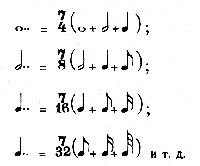 𝅝.. = 7/4 (𝅝 + 𝅗𝅥 + 𝅘𝅥);
𝅗𝅥.. = 7/8 (𝅗𝅥 + 𝅘𝅥 + 𝅘𝅥𝅮);
𝅘𝅥.. = 7/16 (𝅘𝅥 + 𝅘𝅥𝅮 + 𝅘𝅥𝅯);
𝅘𝅥𝅮.. = 7/32 (𝅘𝅥𝅮 + 𝅘𝅥𝅯 + 𝅘𝅥𝅰) и т. д.